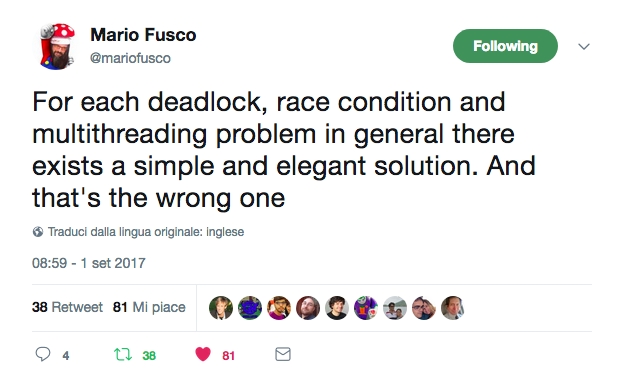 Mario Fusco
@mariofusco
Following
For each deadlock, race condition and
multithreading problem in general there
exists a simple and elegant solution. And
that's the wrong one
Traduci dalla lingua originale: inglese
08:59 - 1 set 2017
38 Retweet 81 Mi piace
4 38 81